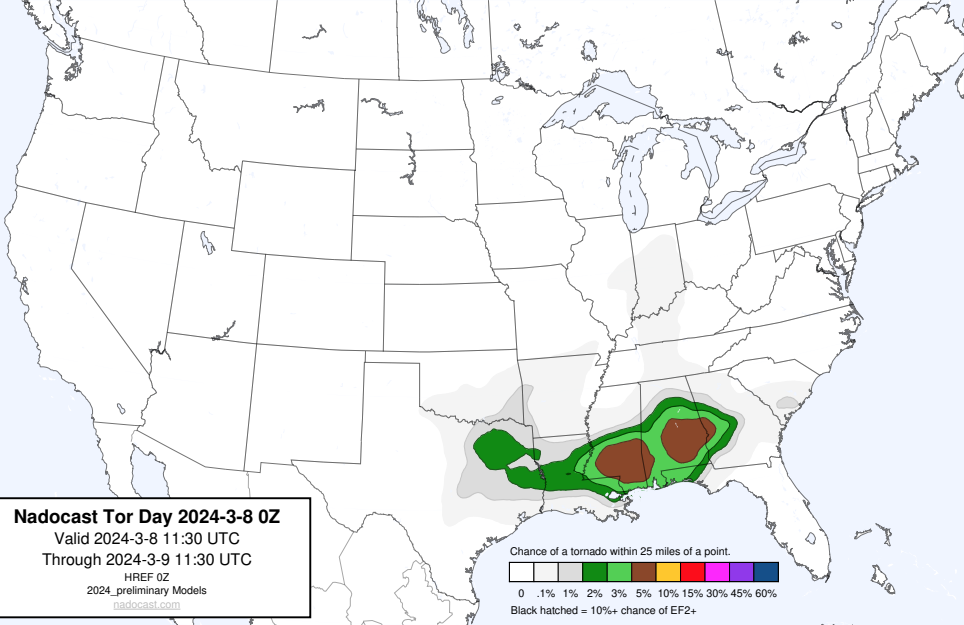 Nadocast Tor Day 2024-3-8 0Z
Valid 2024-3-8 11:30 UTC
Through 2024-3-9 11:30 UTC
HREF 0Z
2024_preliminary Models
nadocast.com
Chance of a tornado within 25 miles of a point.
0 .1% 1% 2% 3% 5% 10% 15% 30% 45% 60%
Black hatched = 10%+ chance of EF2+